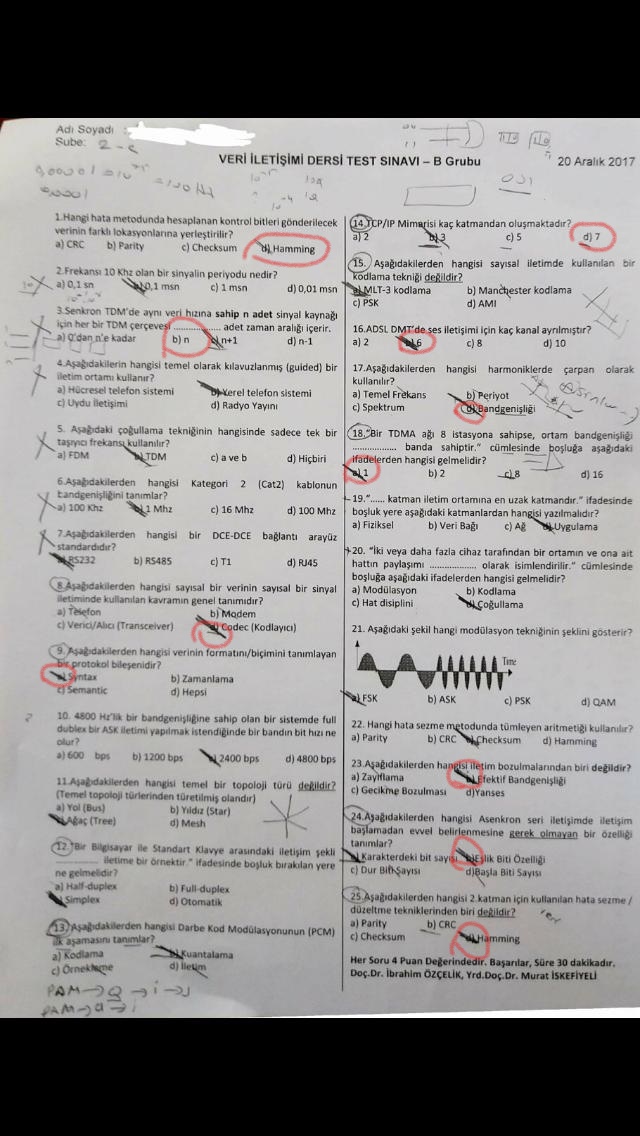 Adı Soyadı :
Sube: 2-c
VERİ İLETİŞİMİ DERSİ TEST SINAVI – B Grubu 20 Aralık 2017
OSI
1.Hangi hata metodunda hesaplanan kontrol bitleri gönderilecek
verinin farklı lokasyonlarına yerleştirilir?
a) CRC b) Parity c) Checksum d) Hamming
2.Frekansı 10 Khz olan bir sinyalin periyodu nedir?
a) 0,1 sn b) 0,1 msn c) 1 msn d) 0,01 msn
3.Senkron TDM'de aynı veri hızına sahip n adet sinyal kaynağı
için her bir TDM çerçevesi .................. adet zaman aralığı içerir.
a) 0'dan n'e kadar b) n c) n+1 d) n-1
4.Aşağıdakilerin hangisi temel olarak kılavuzlanmış (guided) bir
iletim ortamı kullanır?
a) Hücresel telefon sistemi b) Yerel telefon sistemi
c) Uydu İletişimi d) Radyo Yayını
5. Aşağıdaki çoğullama tekniğinin hangisinde sadece tek bir
taşıyıcı frekansı kullanılır?
a) FDM b) TDM c) a ve b d) Hiçbiri
6.Aşağıdakilerden hangisi Kategori 2 (Cat2) kablonun
bandgenişliğini tanımlar?
a) 100 Khz b) 1 Mhz c) 16 Mhz d) 100 Mhz
7.Aşağıdakilerden hangisi bir DCE-DCE bağlantı arayüz
standardıdır?
a) RS232 b) RS485 c) T1 d) RJ45
8.Aşağıdakilerden hangisi sayısal bir verinin sayısal bir sinyal
iletiminde kullanılan kavramın genel tanımıdır?
a) Telefon b) Modem
c) Verici/Alıcı (Transceiver) d) Codec (Kodlayıcı)
9. Aşağıdakilerden hangisi verinin formatını/biçimini tanımlayan
bir protokol bileşenidir?
a) Syntax b) Zamanlama
c) Semantic d) Hepsi
10. 4800 Hz'lik bir bandgenişliğine sahip olan bir sistemde full
dublex bir ASK iletimi yapılmak istendiğinde bir bandın bit hızı ne
olur?
a) 600 bps b) 1200 bps c) 2400 bps d) 4800 bps
11.Aşağıdakilerden hangisi temel bir topoloji türü değildir?
(Temel topoloji türlerinden türetilmiş olandır)
a) Yol (Bus) b) Yıldız (Star)
c) Ağaç (Tree) d) Mesh
12."Bir Bilgisayar ile Standart Klavye arasındaki iletişim şekli
.................. iletime bir örnektir." ifadesinde boşluk bırakılan yere
ne gelmelidir?
a) Half-duplex b) Full-duplex
c) Simplex d) Otomatik
13.Aşağıdakilerden hangisi Darbe Kod Modülasyonunun (PCM)
ilk aşamasını tanımlar?
a) Kodlama b) Kuantalama
c) Örnekleme d) İletim
14.TCP/IP Mimarisi kaç katmandan oluşmaktadır?
a) 2 b) 3 c) 5 d) 7
15. Aşağıdakilerden hangisi sayısal iletimde kullanılan bir
kodlama tekniği değildir?
a) MLT-3 kodlama b) Manchester kodlama
c) PSK d) AMI
16.ADSL DMT'de ses iletişimi için kaç kanal ayrılmıştır?
a) 2 b) 6 c) 8 d) 10
17.Aşağıdakilerden hangisi harmoniklerde çarpan olarak
kullanılır?
a) Temel Frekans b) Periyot
c) Spektrum d) Bandgenişliği
18."Bir TDMA ağı 8 istasyona sahipse, ortam bandgenişliği
.................. banda sahiptir." cümlesinde boşluğa aşağıdaki
ifadelerden hangisi gelmelidir?
a) 1 b) 2 c) 8 d) 16
19."...... katman iletim ortamına en uzak katmandır." ifadesinde
boşluk yere aşağıdaki katmanlardan hangisi yazılmalıdır?
a) Fiziksel b) Veri Bağı c) Ağ d) Uygulama
20. "İki veya daha fazla cihaz tarafından bir ortamın ve ona ait
hattın paylaşımı .................. olarak isimlendirilir." cümlesinde
boşluğa aşağıdaki ifadelerden hangisi gelmelidir?
a) Modülasyon b) Kodlama
c) Hat disiplini d) Çoğullama
21. Aşağıdaki şekil hangi modülasyon tekniğinin şeklini gösterir?
Time
a) FSK b) ASK c) PSK d) QAM
22. Hangi hata sezme metodunda tümleyen aritmetiği kullanılır?
a) Parity b) CRC c) Checksum d) Hamming
23.Aşağıdakilerden hangisi iletim bozulmalarından biri değildir?
a) Zayıflama b) Efektif Bandgenişliği
c) Gecikme Bozulması d)Yanses
24.Aşağıdakilerden hangisi Asenkron seri iletişimde iletişim
başlamadan evvel belirlenmesine gerek olmayan bir özelliği
tanımlar?
a) Karakterdeki bit sayısı b) Eşlik Biti Özelliği
c) Dur Biti Sayısı d)Başla Biti Sayısı
25.Aşağıdakilerden hangisi 2.katman için kullanılan hata sezme /
düzeltme tekniklerinden biri değildir?
a) Parity b) CRC
c) Checksum d) Hamming
Her Soru 4 Puan Değerindedir. Başarılar, Süre 30 dakikadır.
Doç.Dr. İbrahim ÖZÇELİK, Yrd.Doç.Dr. Murat İSKEFİYELİ